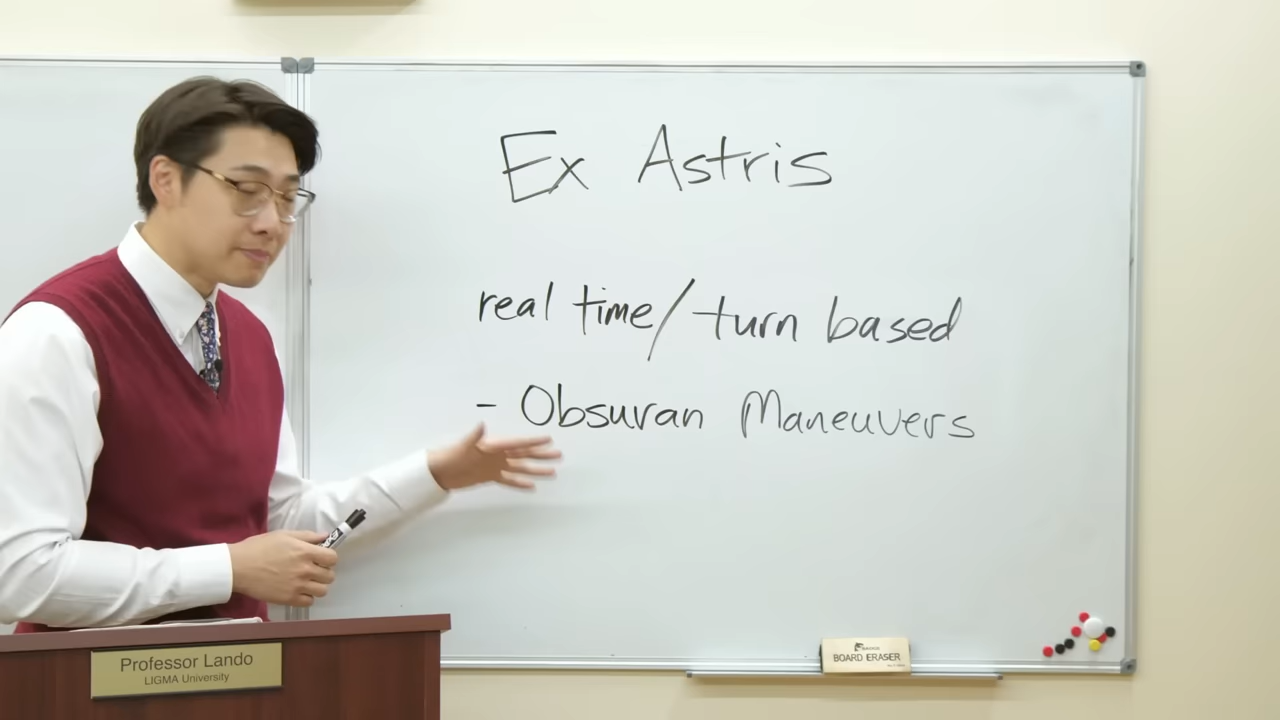 Ex Astris
real time/turn based
- Obsuran Maneuvers
Professor Lando
LIGMA University
BOARD ERASER